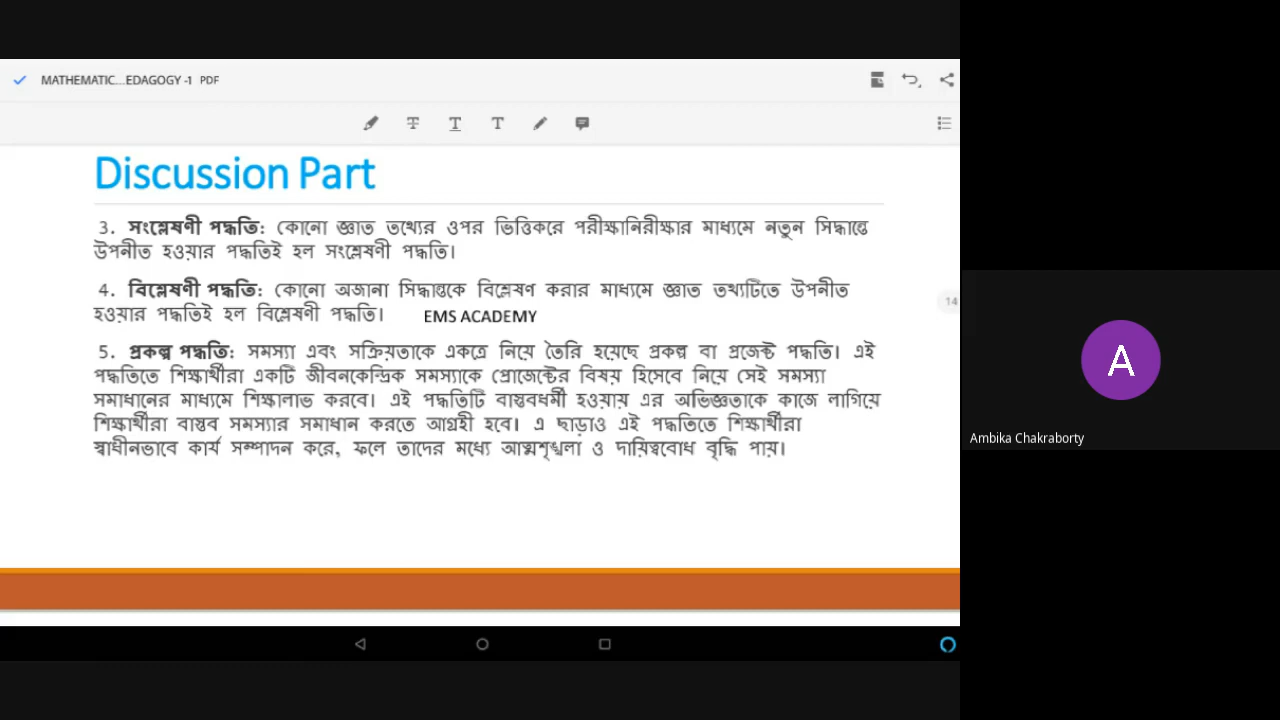 MATHEMATIC...EDAGOGY -1 PDF
Discussion Part
3. সংশ্লেষণী পদ্ধতি: কোনো জ্ঞাত তথ্যের ওপর ভিত্তিকরে পরীক্ষানিরীক্ষার মাধ্যমে নতুন সিদ্ধান্তে
উপনীত হওয়ার পদ্ধতিই হল সংশ্লেষণী পদ্ধতি।
14
4. বিশ্লেষণী পদ্ধতি: কোনো অজানা সিদ্ধান্তকে বিশ্লেষণ করার মাধ্যমে জ্ঞাত তথ্যটিতে উপনীত
হওয়ার পদ্ধতিই হল বিশ্লেষণী পদ্ধতি। EMS ACADEMY
5. প্রকল্প পদ্ধতি: সমস্যা এবং সক্রিয়তাকে একত্রে নিয়ে তৈরি হয়েছে প্রকল্প বা প্রজেক্ট পদ্ধতি। এই
পদ্ধতিতে শিক্ষার্থীরা একটি জীবনকেন্দ্রিক সমস্যাকে প্রোজেক্টের বিষয় হিসেবে নিয়ে সেই সমস্যা
সমাধানের মাধ্যমে শিক্ষালাভ করবে। এই পদ্ধতিটি বাস্তবধর্মী হওয়ায় এর অভিজ্ঞতাকে কাজে লাগিয়ে
শিক্ষার্থীরা বাস্তব সমস্যার সমাধান করতে আগ্রহী হবে। এ ছাড়াও এই পদ্ধতিতে শিক্ষার্থীরা
স্বাধীনভাবে কার্য সম্পাদন করে, ফলে তাদের মধ্যে আত্মশৃঙ্খলা ও দায়িত্ববোধ বৃদ্ধি পায়।
A
Ambika Chakraborty